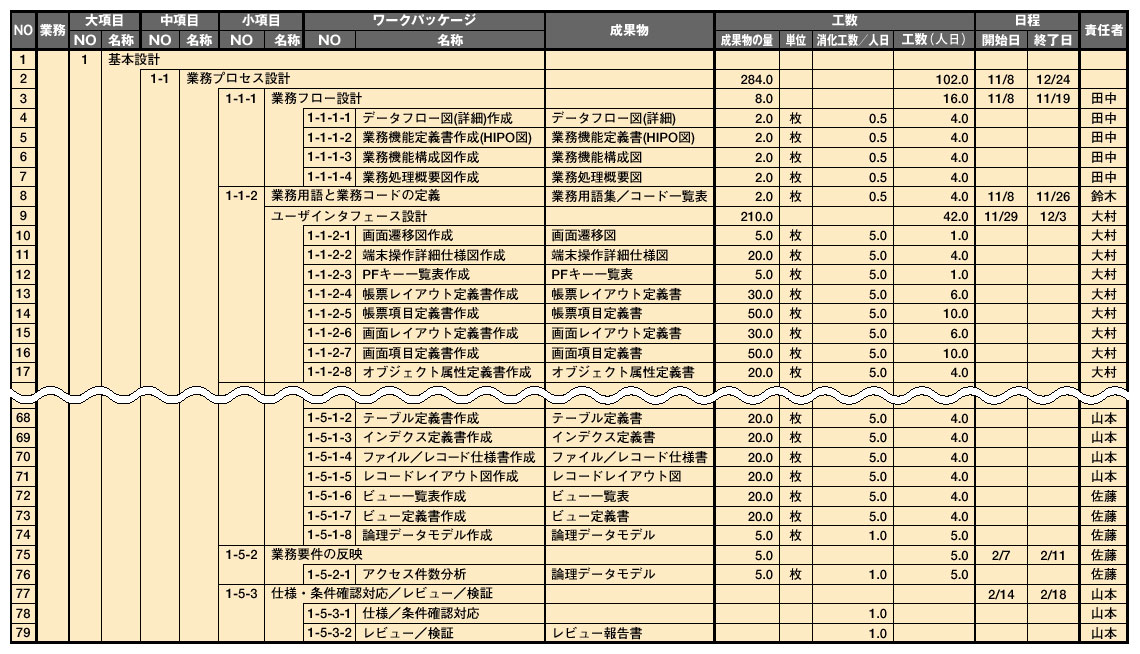 NO 業務 大項目 中項目 小項目 ワークパッケージ 成果物 工数 日程 責任者
NO 名称 NO 名称 NO 名称 NO 名称 成果物の量 単位 消化工数／人日 工数(人日) 開始日 終了日
1 1 基本設計
2 1-1 業務プロセス設計 284.0 102.0 11/8 12/24
3 1-1-1 業務フロー設計 8.0 16.0 11/8 11/19 田中
4 1-1-1-1 データフロー図(詳細)作成 データフロー図(詳細) 2.0 枚 0.5 4.0 田中
5 1-1-1-2 業務機能定義書作成(HIPO図) 業務機能定義書(HIPO図) 2.0 枚 0.5 4.0 田中
6 1-1-1-3 業務機能構成図作成 業務機能構成図 2.0 枚 0.5 4.0 田中
7 1-1-1-4 業務処理概要図作成 業務処理概要図 2.0 枚 0.5 4.0 田中
8 1-1-2 業務用語と業務コードの定義 業務用語集／コード一覧表 2.0 枚 0.5 4.0 11/8 11/26 鈴木
9 ユーザインタフェース設計 210.0 42.0 11/29 12/3 大村
10 1-1-2-1 画面遷移図作成 画面遷移図 5.0 枚 5.0 1.0 大村
11 1-1-2-2 端末操作詳細仕様図作成 端末操作詳細仕様図 20.0 枚 5.0 4.0 大村
12 1-1-2-3 PFキー一覧表作成 PFキー一覧表 5.0 枚 5.0 1.0 大村
13 1-1-2-4 帳票レイアウト定義書作成 帳票レイアウト定義書 30.0 枚 5.0 6.0 大村
14 1-1-2-5 帳票項目定義書作成 帳票項目定義書 50.0 枚 5.0 10.0 大村
15 1-1-2-6 画面レイアウト定義書作成 画面レイアウト定義書 30.0 枚 5.0 6.0 大村
16 1-1-2-7 画面項目定義書作成 画面項目定義書 50.0 枚 5.0 10.0 大村
17 1-1-2-8 オブジェクト属性定義書作成 オブジェクト属性定義書 20.0 枚 5.0 4.0 大村
68 1-5-1-2 テーブル定義書作成 テーブル定義書 20.0 枚 5.0 4.0 山本
69 1-5-1-3 インデクス定義書作成 インデクス定義書 20.0 枚 5.0 4.0 山本
70 1-5-1-4 ファイル／レコード仕様書作成 ファイル／レコード仕様書 20.0 枚 5.0 4.0 山本
71 1-5-1-5 レコードレイアウト図作成 レコードレイアウト図 20.0 枚 5.0 4.0 山本
72 1-5-1-6 ビュー一覧表作成 ビュー一覧表 20.0 枚 5.0 4.0 佐藤
73 1-5-1-7 ビュー定義書作成 ビュー定義書 20.0 枚 5.0 4.0 佐藤
74 1-5-1-8 論理データモデル作成 論理データモデル 5.0 枚 1.0 5.0 佐藤
75 1-5-2 業務要件の反映 5.0 5.0 2/7 2/11 佐藤
76 1-5-2-1 アクセス件数分析 論理データモデル 5.0 枚 1.0 5.0 佐藤
77 1-5-3 仕様・条件確認対応／レビュー／検証 2/14 2/18 山本
78 1-5-3-1 仕様／条件確認対応 1.0 山本
79 1-5-3-2 レビュー／検証 レビュー報告書 1.0 山本